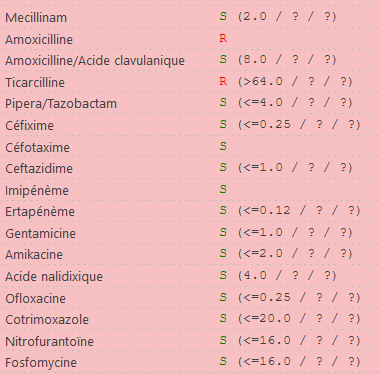 Mecillinam S (2.0 / ? / ?)
Amoxicilline R
Amoxicilline/Acide clavulanique S (8.0 / ? / ?)
Ticarcilline R (>64.0 / ? / ?)
Pipera/Tazobactam S (<=4.0 / ? / ?)
Céfixime S (<=0.25 / ? / ?)
Céfotaxime S
Ceftazidime S (<=1.0 / ? / ?)
Imipénème S
Ertapénème S (<=0.12 / ? / ?)
Gentamicine S (<=1.0 / ? / ?)
Amikacine S (<=2.0 / ? / ?)
Acide nalidixique S (4.0 / ? / ?)
Ofloxacine S (<=0.25 / ? / ?)
Cotrimoxazole S (<=20.0 / ? / ?)
Nitrofurantoïne S (<=16.0 / ? / ?)
Fosfomycine S (<=16.0 / ? / ?)